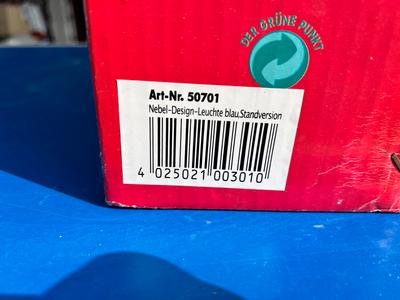 DER GRÜNE PUNKT
Art-Nr. 50701
Nebel-Design-Leuchte blau,Standversion
4 025021 003010